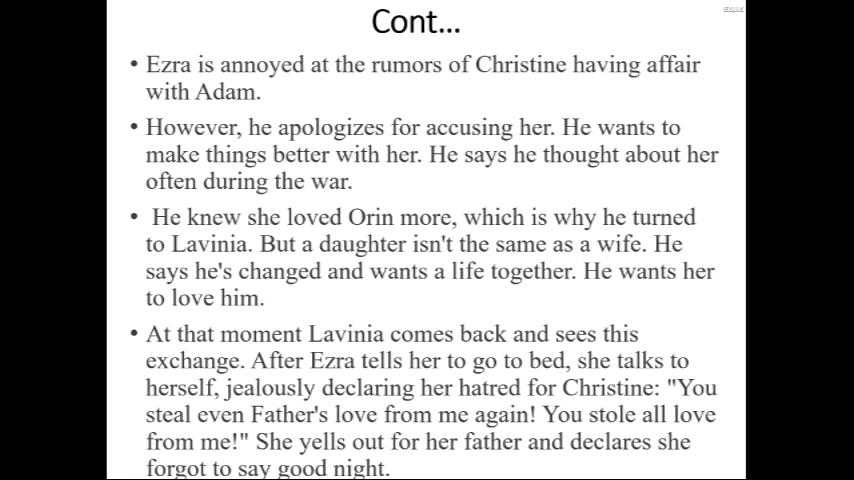 Cont...
• Ezra is annoyed at the rumors of Christine having affair
with Adam.
• However, he apologizes for accusing her. He wants to
make things better with her. He says he thought about her
often during the war.
• He knew she loved Orin more, which is why he turned
to Lavinia. But a daughter isn't the same as a wife. He
says he's changed and wants a life together. He wants her
to love him.
• At that moment Lavinia comes back and sees this
exchange. After Ezra tells her to go to bed, she talks to
herself, jealously declaring her hatred for Christine: "You
steal even Father's love from me again! You stole all love
from me!" She yells out for her father and declares she
forgot to say good night.